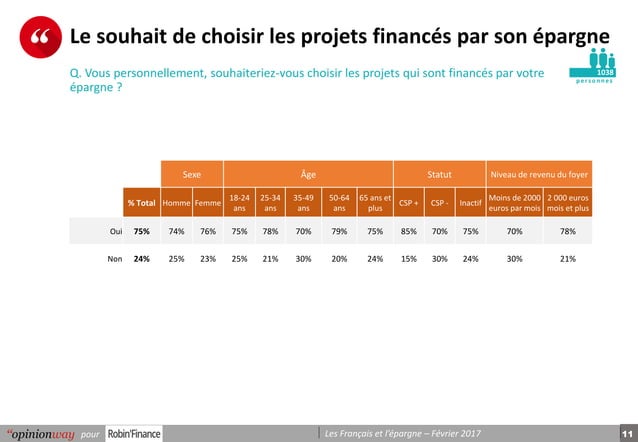 “
Le souhait de choisir les projets financés par son épargne
Q. Vous personnellement, souhaiteriez-vous choisir les projets qui sont financés par votre
épargne ?
1038
personnes
Sexe Âge Statut Niveau de revenu du foyer
% Total Homme Femme 18-24 ans 25-34 ans 35-49 ans 50-64 ans 65 ans et plus CSP + CSP - Inactif Moins de 2000 euros par mois 2 000 euros mois et plus
Oui 75% 74% 76% 75% 78% 70% 79% 75% 85% 70% 75% 70% 78%
Non 24% 25% 23% 25% 21% 30% 20% 24% 15% 30% 24% 30% 21%
“opinionway pour Robin'Finance Les Français et l'épargne – Février 2017 11